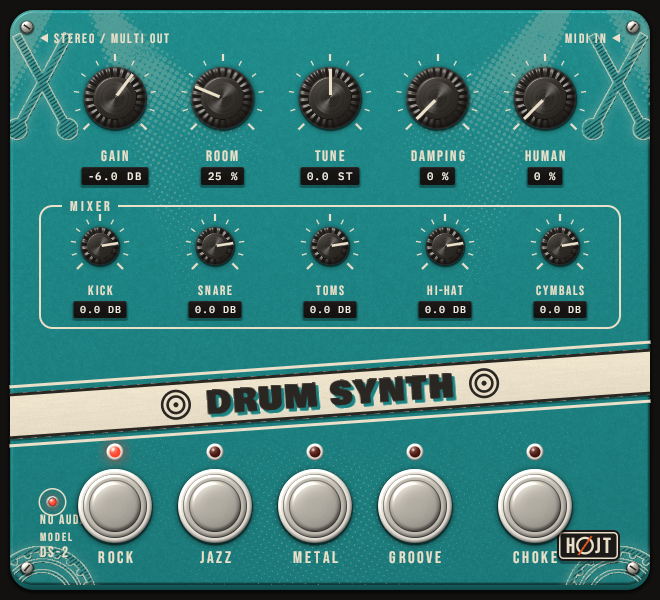 STEREO / MULTI OUT
MIDI IN
GAIN ROOM TUNE DAMPING HUMAN
-6.0 DB 25 % 0.0 ST 0 % 0 %
MIXER
KICK SNARE TOMS HI-HAT CYMBALS
0.0 DB 0.0 DB 0.0 DB 0.0 DB 0.0 DB
DRUM SYNTH
NO AUD
MODEL
DS-2
ROCK JAZZ METAL GROOVE CHOKE
HØJT